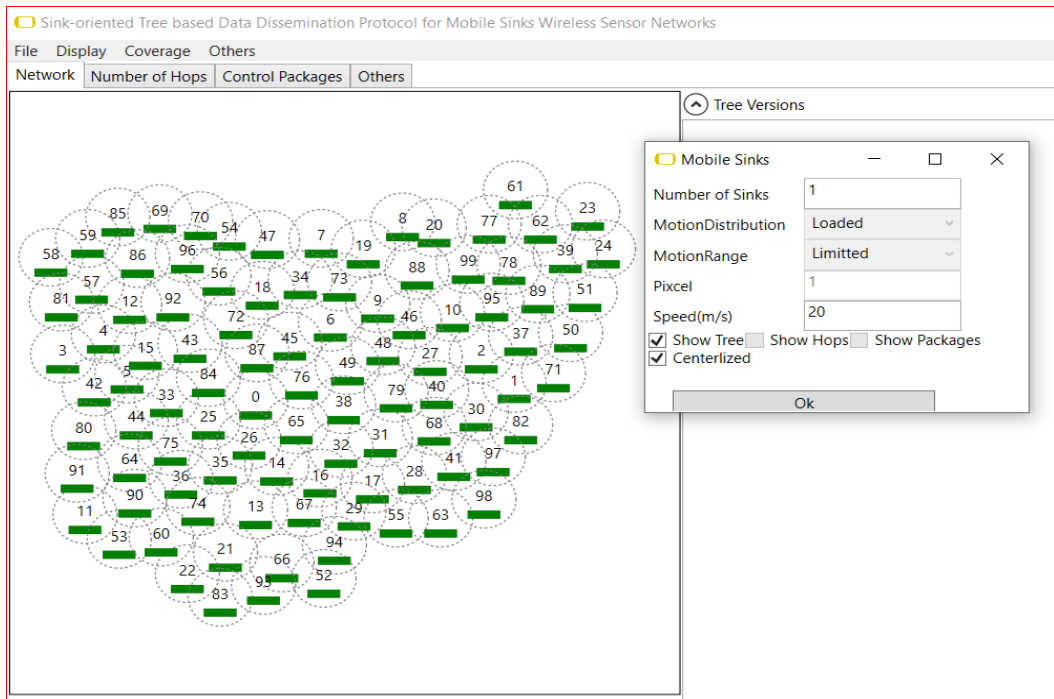 Sink-oriented Tree based Data Dissemination Protocol for Mobile Sinks Wireless Sensor Networks
File Display Coverage Others
Network Number of Hops Control Packages Others
Tree Versions
Mobile Sinks
Number of Sinks 1
MotionDistribution Loaded
MotionRange Limitted
Pixcel 1
Speed(m/s) 20
Show Tree Show Hops Show Packages
Centerlized
Ok
61
85 69 70 54 47 7 19 8 20 77 62 23
58 59 86 96 56 18 34 73 88 99 78 39 24
81 57 12 92 72 45 6 9 46 10 95 89 51
3 4 15 43 87 49 48 27 2 37 50
42 5 33 84 0 76 38 79 40 1 71
80 44 75 25 26 65 32 31 68 30 82
91 64 36 35 14 16 17 28 41 97
11 90 74 13 67 29 55 63 98
53 60 21 66 94
22 83 93 52